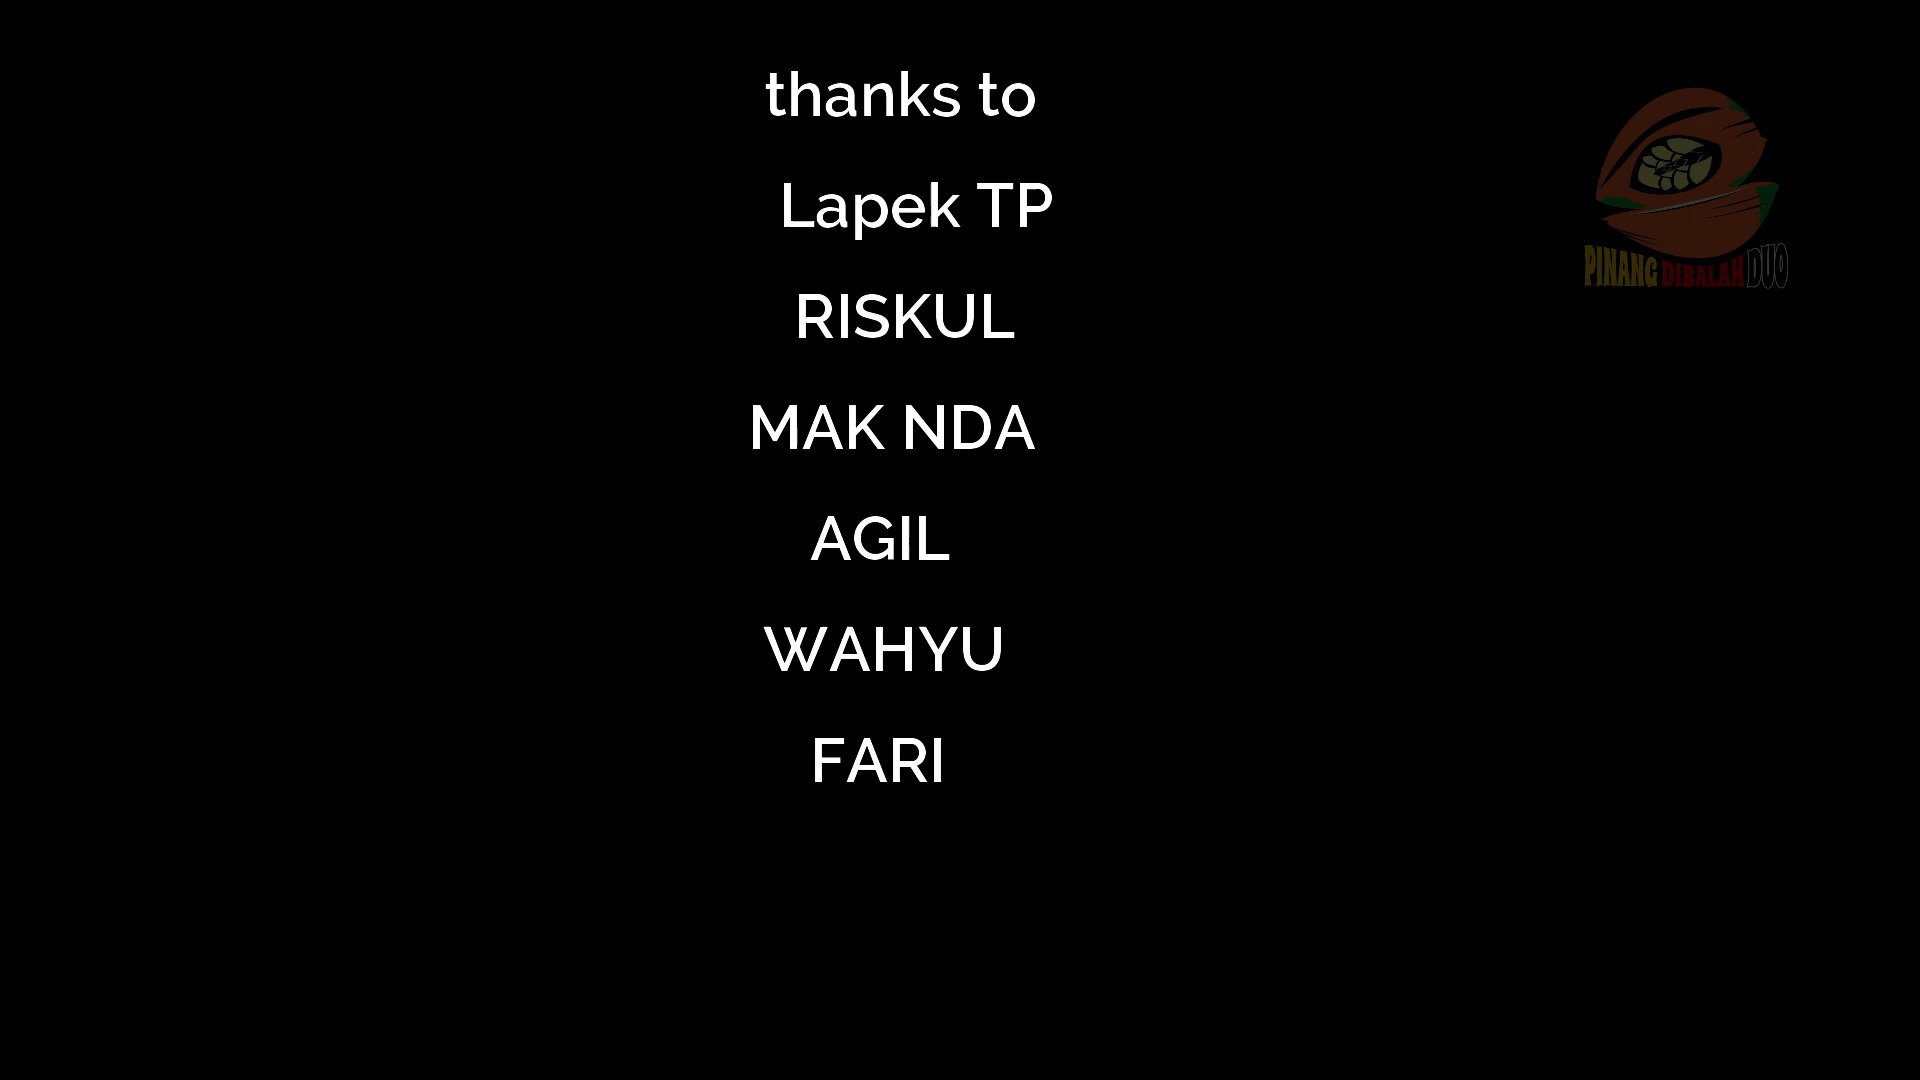 thanks to
Lapek TP
RISKUL
MAK NDA
AGIL
WAHYU
FARI
PINANG DIBALAH DUO